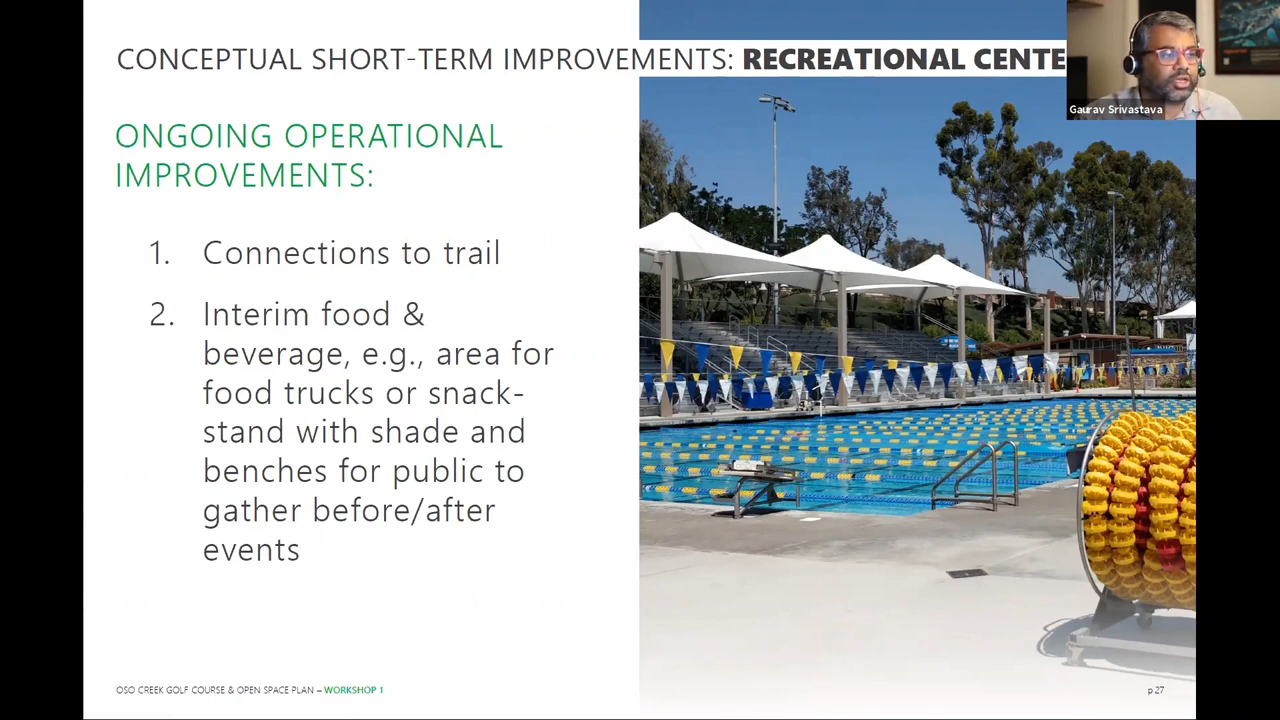 CONCEPTUAL SHORT-TERM IMPROVEMENTS: RECREATIONAL CENTE
Gaurav Srivastava
ONGOING OPERATIONAL
IMPROVEMENTS:
1. Connections to trail
2. Interim food &
beverage, e.g., area for
food trucks or snack-
stand with shade and
benches for public to
gather before/after
events
OSO CREEK GOLF COURSE & OPEN SPACE PLAN – WORKSHOP 1
p 27